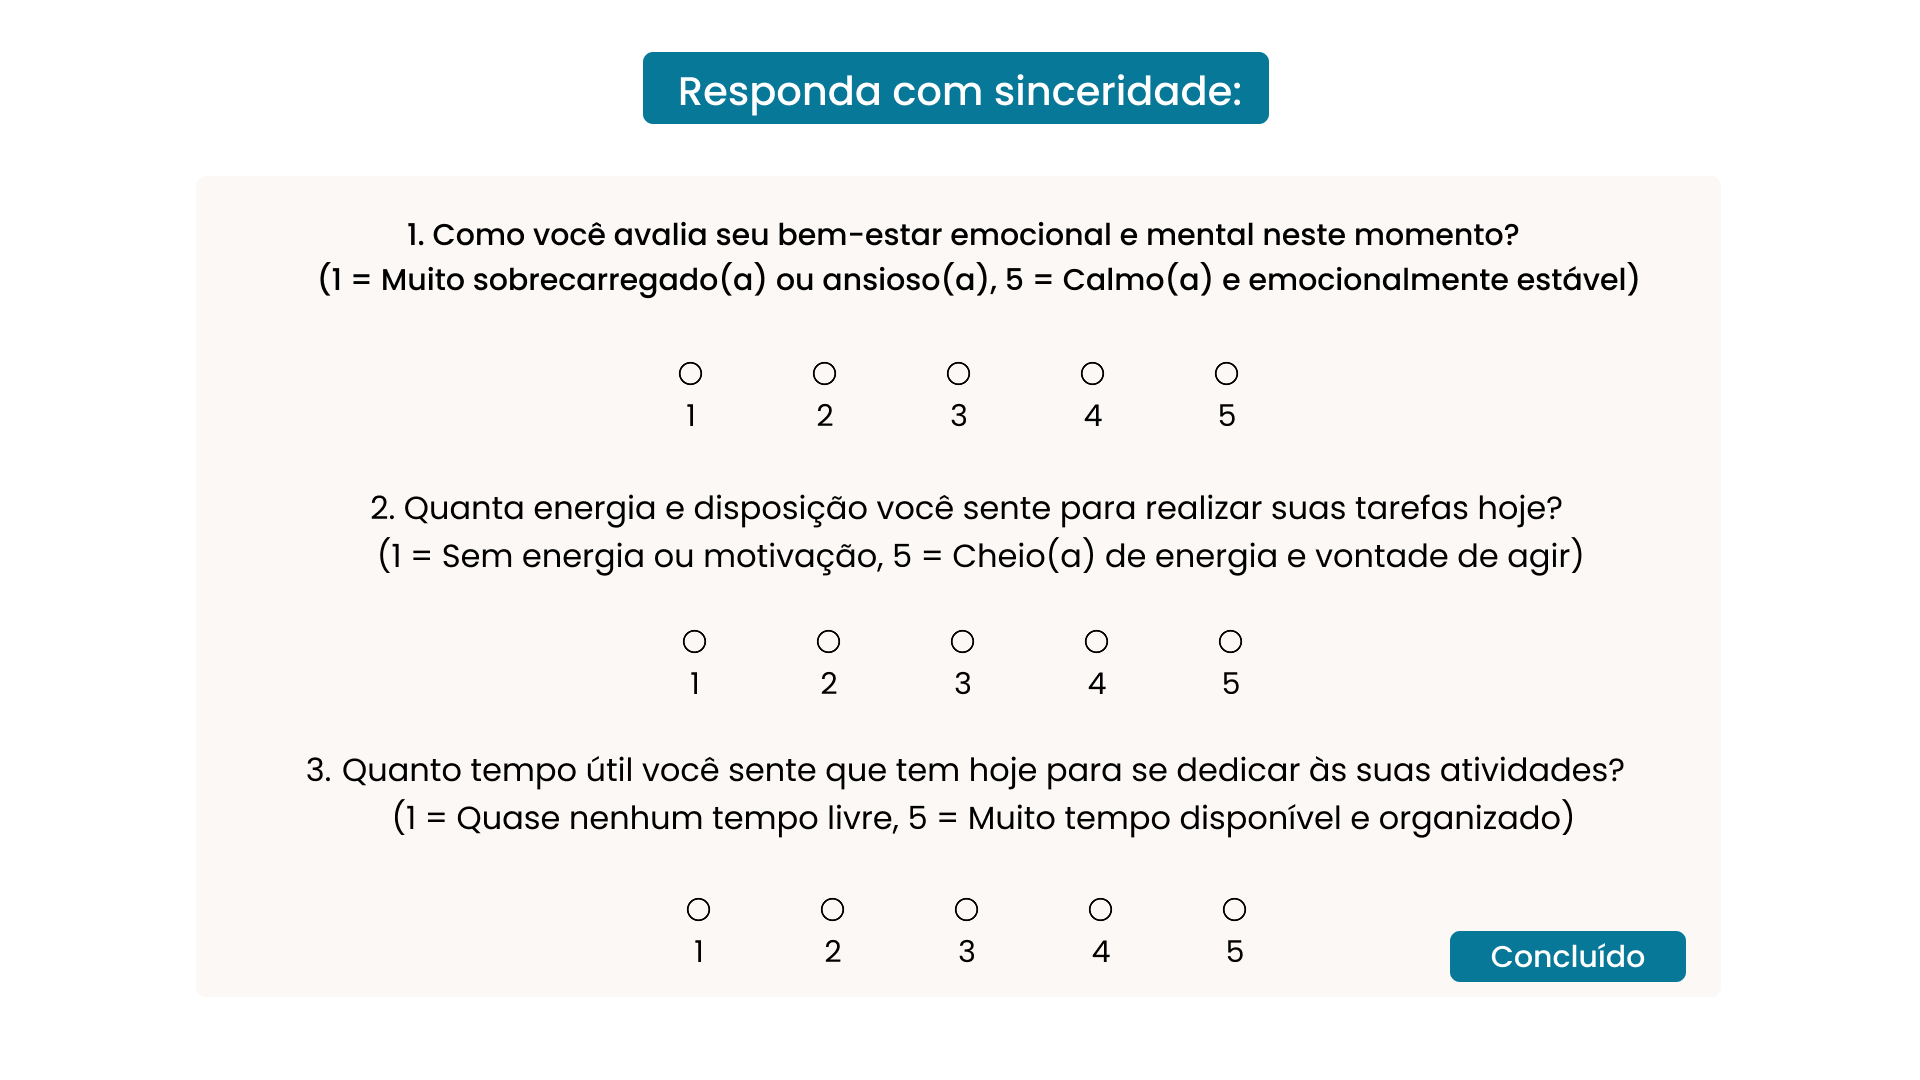 Responda com sinceridade:
1. Como você avalia seu bem-estar emocional e mental neste momento?
(1 = Muito sobrecarregado(a) ou ansioso(a), 5 = Calmo(a) e emocionalmente estável)
1 2 3 4 5
2. Quanta energia e disposição você sente para realizar suas tarefas hoje?
(1 = Sem energia ou motivação, 5 = Cheio(a) de energia e vontade de agir)
1 2 3 4 5
3. Quanto tempo útil você sente que tem hoje para se dedicar às suas atividades?
(1 = Quase nenhum tempo livre, 5 = Muito tempo disponível e organizado)
1 2 3 4 5
Concluído